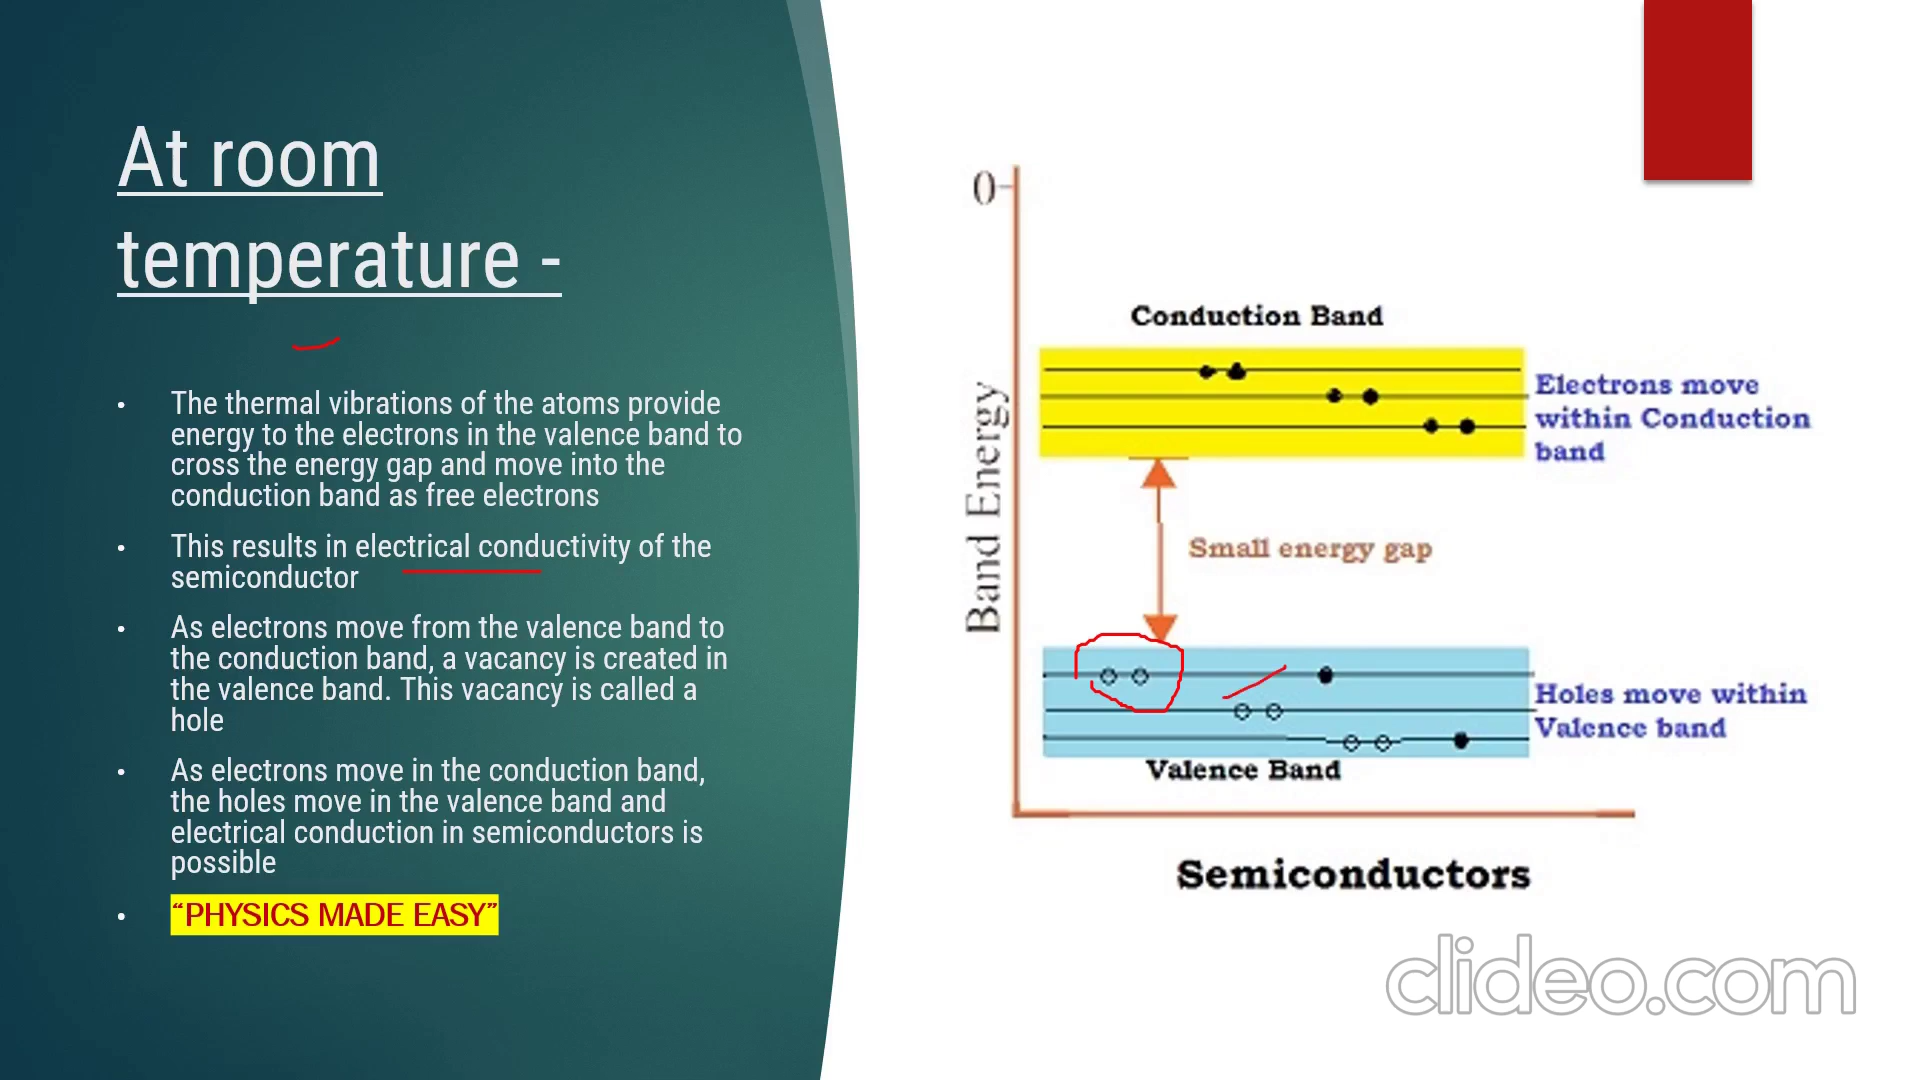 At room
temperature -
• The thermal vibrations of the atoms provide
energy to the electrons in the valence band to
cross the energy gap and move into the
conduction band as free electrons
• This results in electrical conductivity of the
semiconductor
• As electrons move from the valence band to
the conduction band, a vacancy is created in
the valence band. This vacancy is called a
hole
• As electrons move in the conduction band,
the holes move in the valence band and
electrical conduction in semiconductors is
possible
• “PHYSICS MADE EASY”
0
Band Energy
Conduction Band
Electrons move
within Conduction
band
Small energy gap
Holes move within
Valence band
Valence Band
Semiconductors
clideo.com